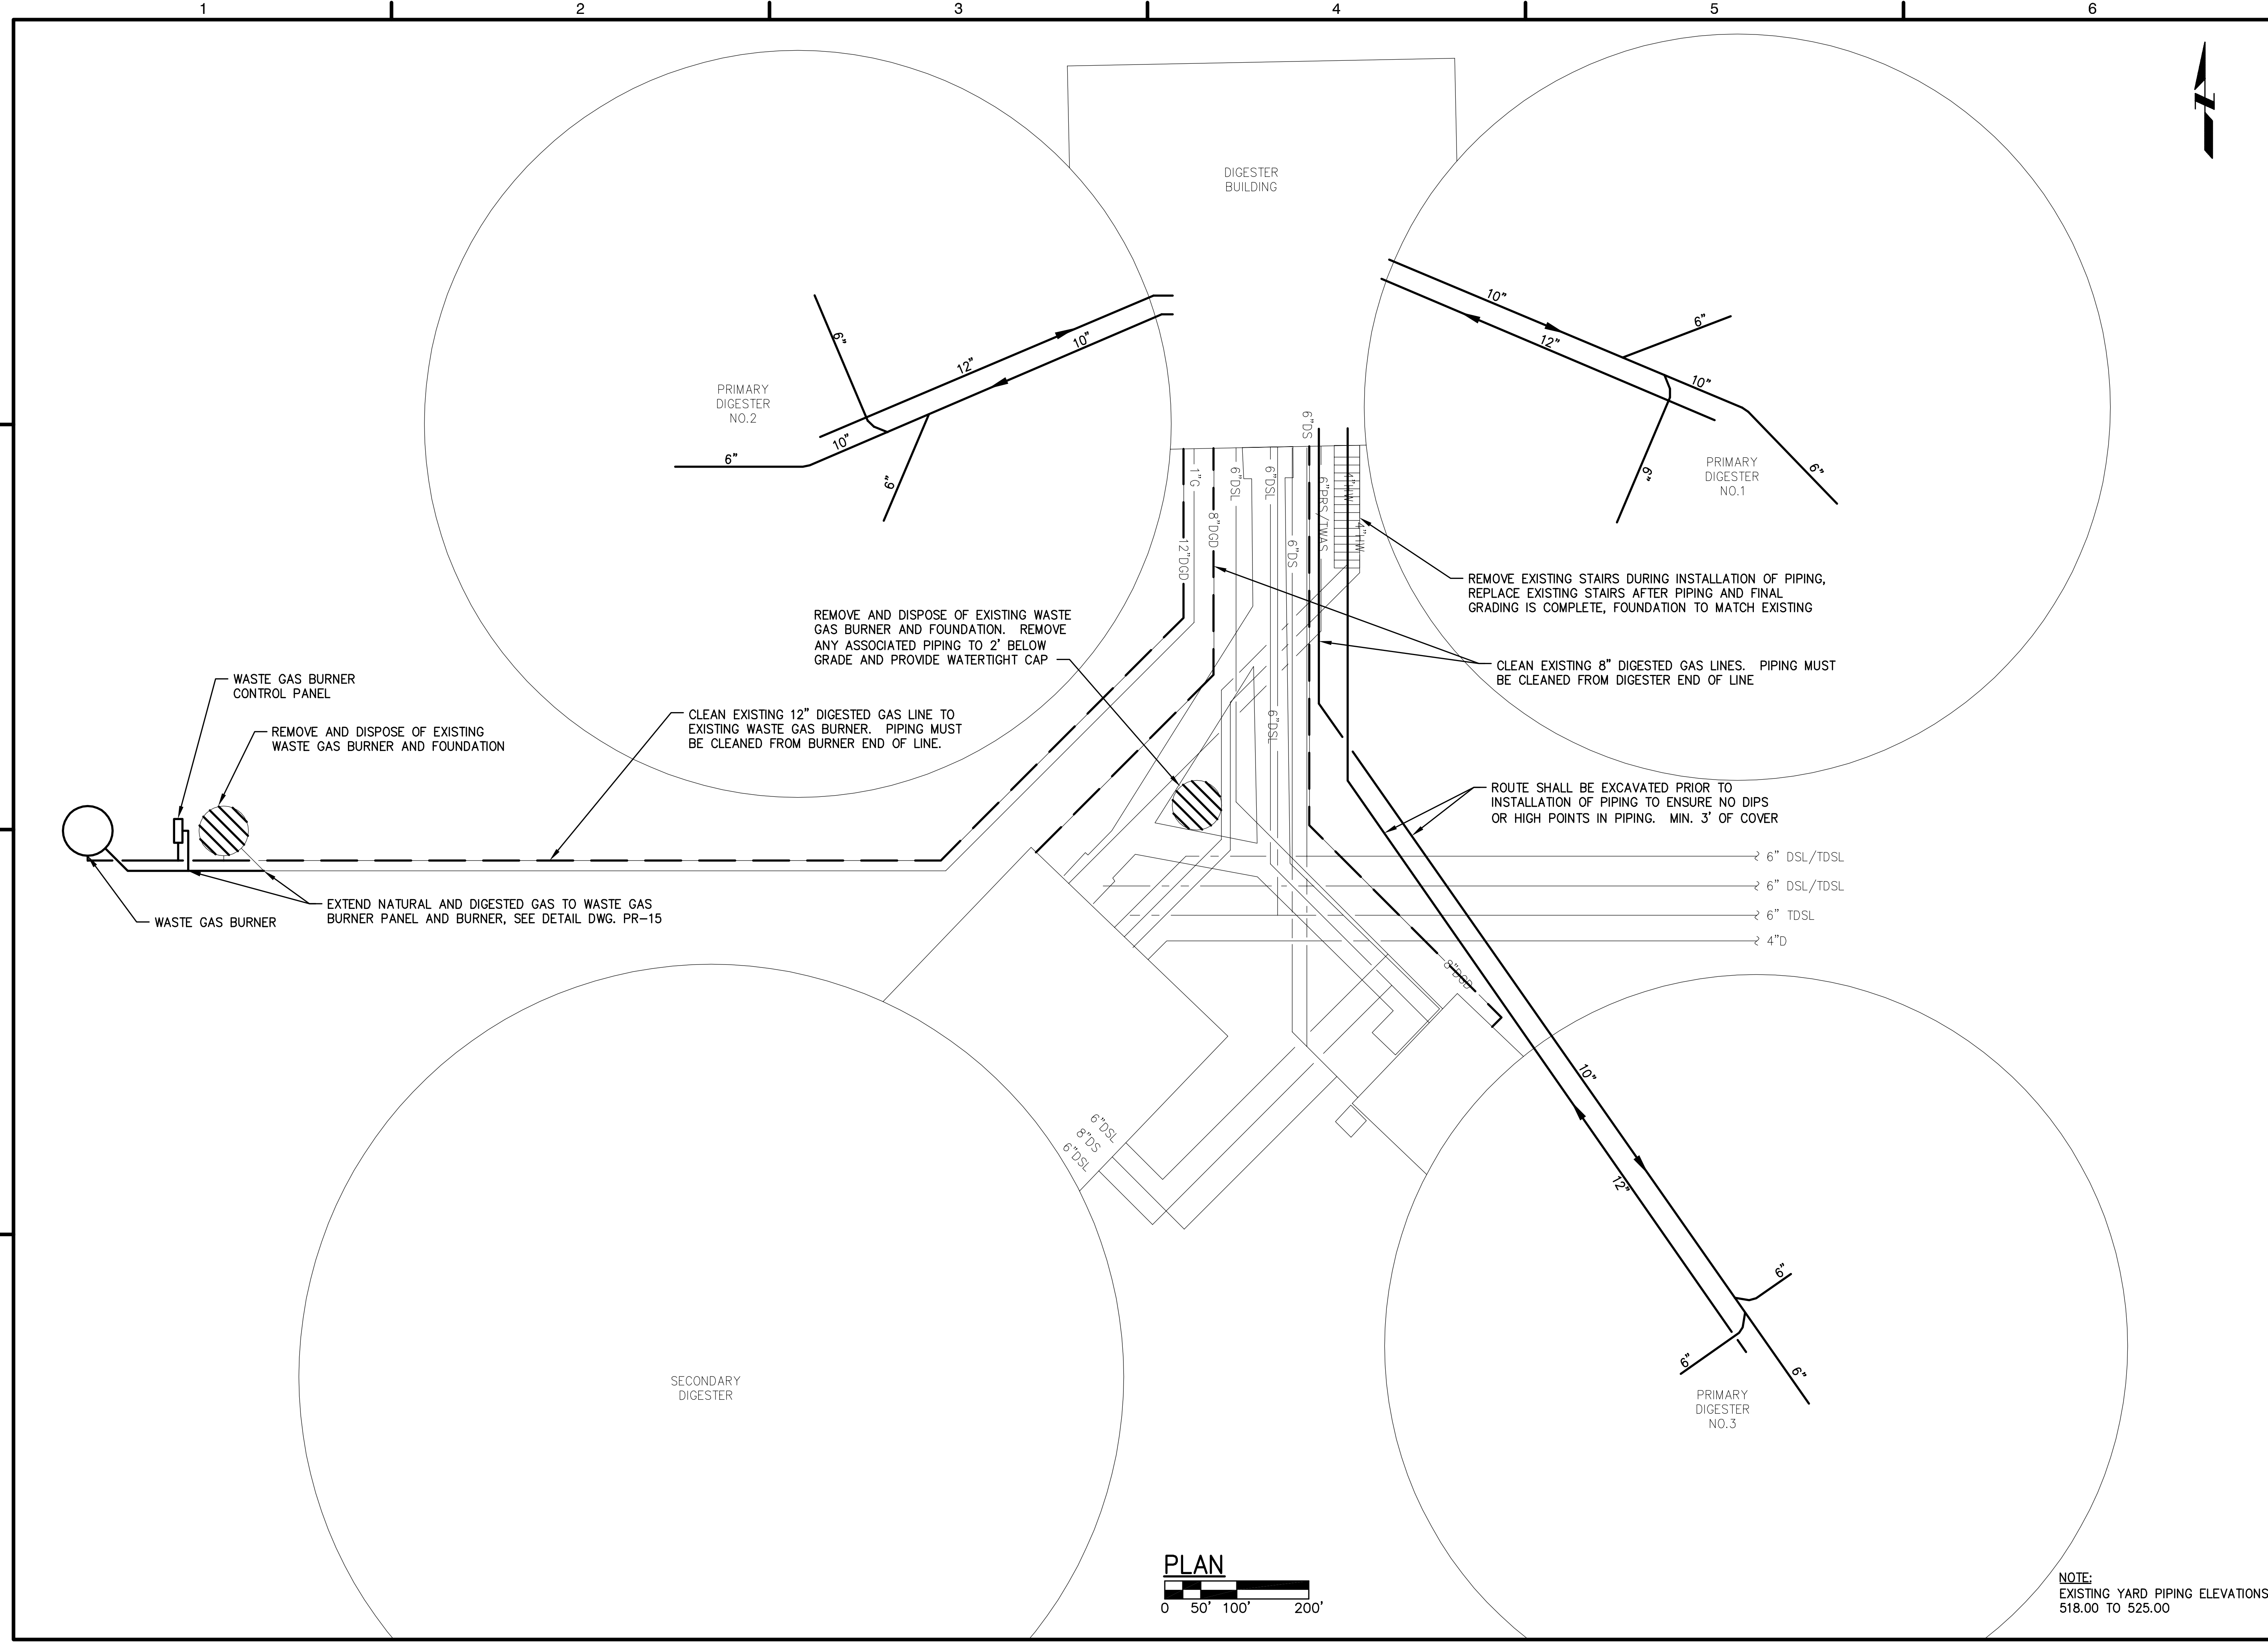 1
2
3
4
5
6
DIGESTER
BUILDING
10"
6"
12"
10"
6"
6"
PRIMARY
DIGESTER
NO.1
6"
12"
10"
PRIMARY
DIGESTER
NO.2
10"
6"
6"
6"DS
1"G
6"DSL
6"DSL
6"PRS/TWAS
4"HW
4"HW
8"DGD
12"DGD
6"DS
REMOVE EXISTING STAIRS DURING INSTALLATION OF PIPING,
REPLACE EXISTING STAIRS AFTER PIPING AND FINAL
GRADING IS COMPLETE, FOUNDATION TO MATCH EXISTING
REMOVE AND DISPOSE OF EXISTING WASTE
GAS BURNER AND FOUNDATION. REMOVE
ANY ASSOCIATED PIPING TO 2' BELOW
GRADE AND PROVIDE WATERTIGHT CAP
CLEAN EXISTING 8" DIGESTED GAS LINES. PIPING MUST
BE CLEANED FROM DIGESTER END OF LINE
WASTE GAS BURNER
CONTROL PANEL
REMOVE AND DISPOSE OF EXISTING
WASTE GAS BURNER AND FOUNDATION
CLEAN EXISTING 12" DIGESTED GAS LINE TO
EXISTING WASTE GAS BURNER. PIPING MUST
BE CLEANED FROM BURNER END OF LINE.
6"DSL
ROUTE SHALL BE EXCAVATED PRIOR TO
INSTALLATION OF PIPING TO ENSURE NO DIPS
OR HIGH POINTS IN PIPING. MIN. 3' OF COVER
6" DSL/TDSL
6" DSL/TDSL
6" TDSL
4"D
EXTEND NATURAL AND DIGESTED GAS TO WASTE GAS
BURNER PANEL AND BURNER, SEE DETAIL DWG. PR-15
WASTE GAS BURNER
8"DGD
10"
12"
6"DSL
8"DS
6"DSL
6"
6"
6"
SECONDARY
DIGESTER
PRIMARY
DIGESTER
NO.3
PLAN
0 50' 100' 200'
NOTE:
EXISTING YARD PIPING ELEVATIONS
518.00 TO 525.00